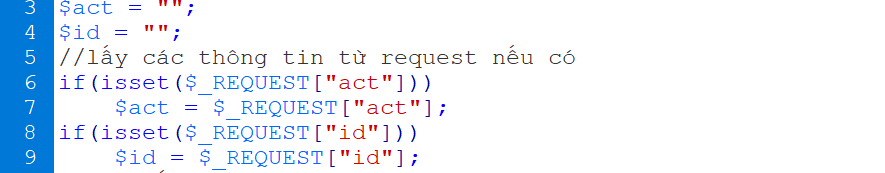 3 $act = "";
4 $id = "";
5 //lấy các thông tin từ request nếu có
6 if(isset($_REQUEST["act"]))
7 $act = $_REQUEST["act"];
8 if(isset($_REQUEST["id"]))
9 $id = $_REQUEST["id"];